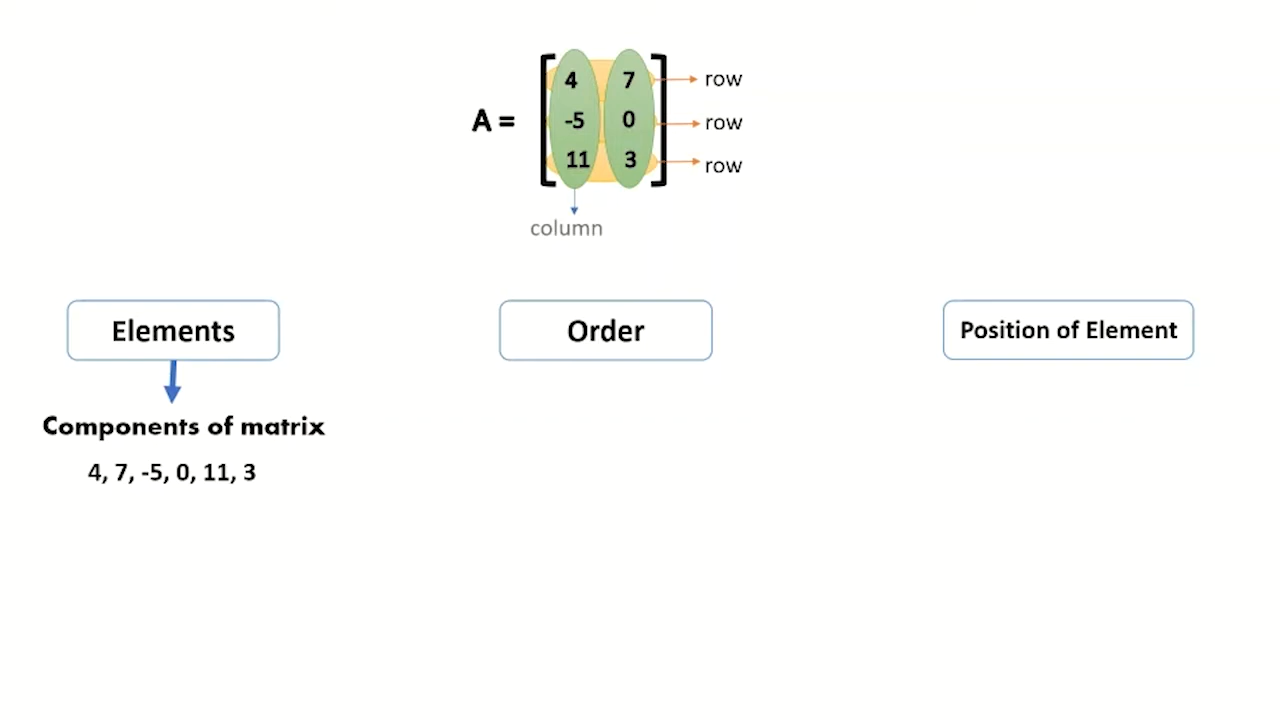 4 7 row
A = -5 0 row
11 3 row
column
Elements
Order
Position of Element
Components of matrix
4, 7, -5, 0, 11, 3